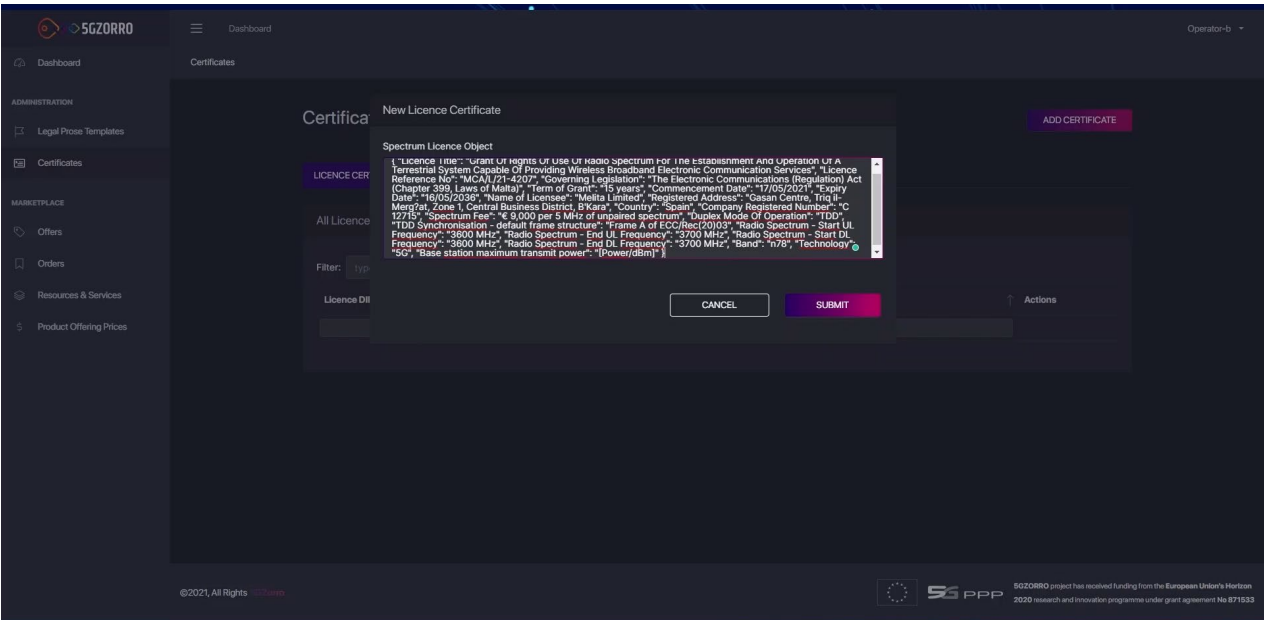 5GZORRO
Dashboard
Operator-b
Dashboard
Certificates
ADMINISTRATION
Legal Prose Templates
Certificates
MARKETPLACE
Offers
Orders
Resources & Services
Product Offering Prices
Certifica
ADD CERTIFICATE
LICENCE CER
All Licence
Filter: typ
Licence DI
Actions
New Licence Certificate
Spectrum Licence Object
{ "Licence Title": "Grant Of Rights Of Use Of Radio Spectrum For The Establishment And Operation Of A
Terrestrial System Capable Of Providing Wireless Broadband Electronic Communication Services", "Licence
Reference No": "MCA/L/21-4207", "Governing Legislation": "The Electronic Communications (Regulation) Act
(Chapter 399, Laws of Malta)", "Term of Grant": "15 years", "Commencement Date": "17/05/2021", "Expiry
Date": "16/05/2036", "Name of Licensee": "Melita Limited", "Registered Address": "Gasan Centre, Triq il-
Merg?at, Zone 1, Central Business District, B'Kara", "Country": "Spain", "Company Registered Number": "C
12715", "Spectrum Fee": "€ 9,000 per 5 MHz of unpaired spectrum", "Duplex Mode Of Operation": "TDD",
"TDD Synchronisation - default frame structure": "Frame A of ECC/Rec(20)03", "Radio Spectrum - Start UL
Frequency": "3600 MHz", "Radio Spectrum - End UL Frequency": "3700 MHz", "Radio Spectrum - Start DL
Frequency": "3600 MHz", "Radio Spectrum - End DL Frequency": "3700 MHz", "Band": "n78", "Technology":
"5G", "Base station maximum transmit power": "[Power/dBm]" }
CANCEL
SUBMIT
©2021, All Rights 5GZorro
5G PPP
5GZORRO project has received funding from the European Union's Horizon
2020 research and innovation programme under grant agreement No 871533